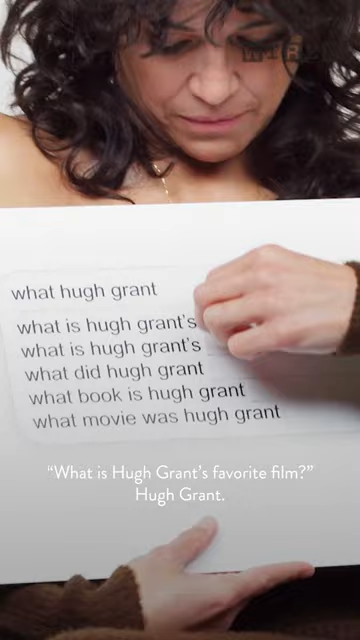 WIRED
what hugh grant
what is hugh grant's
what is hugh grant's
what did hugh grant
what book is hugh grant
what movie was hugh grant
“What is Hugh Grant's favorite film?”
Hugh Grant.